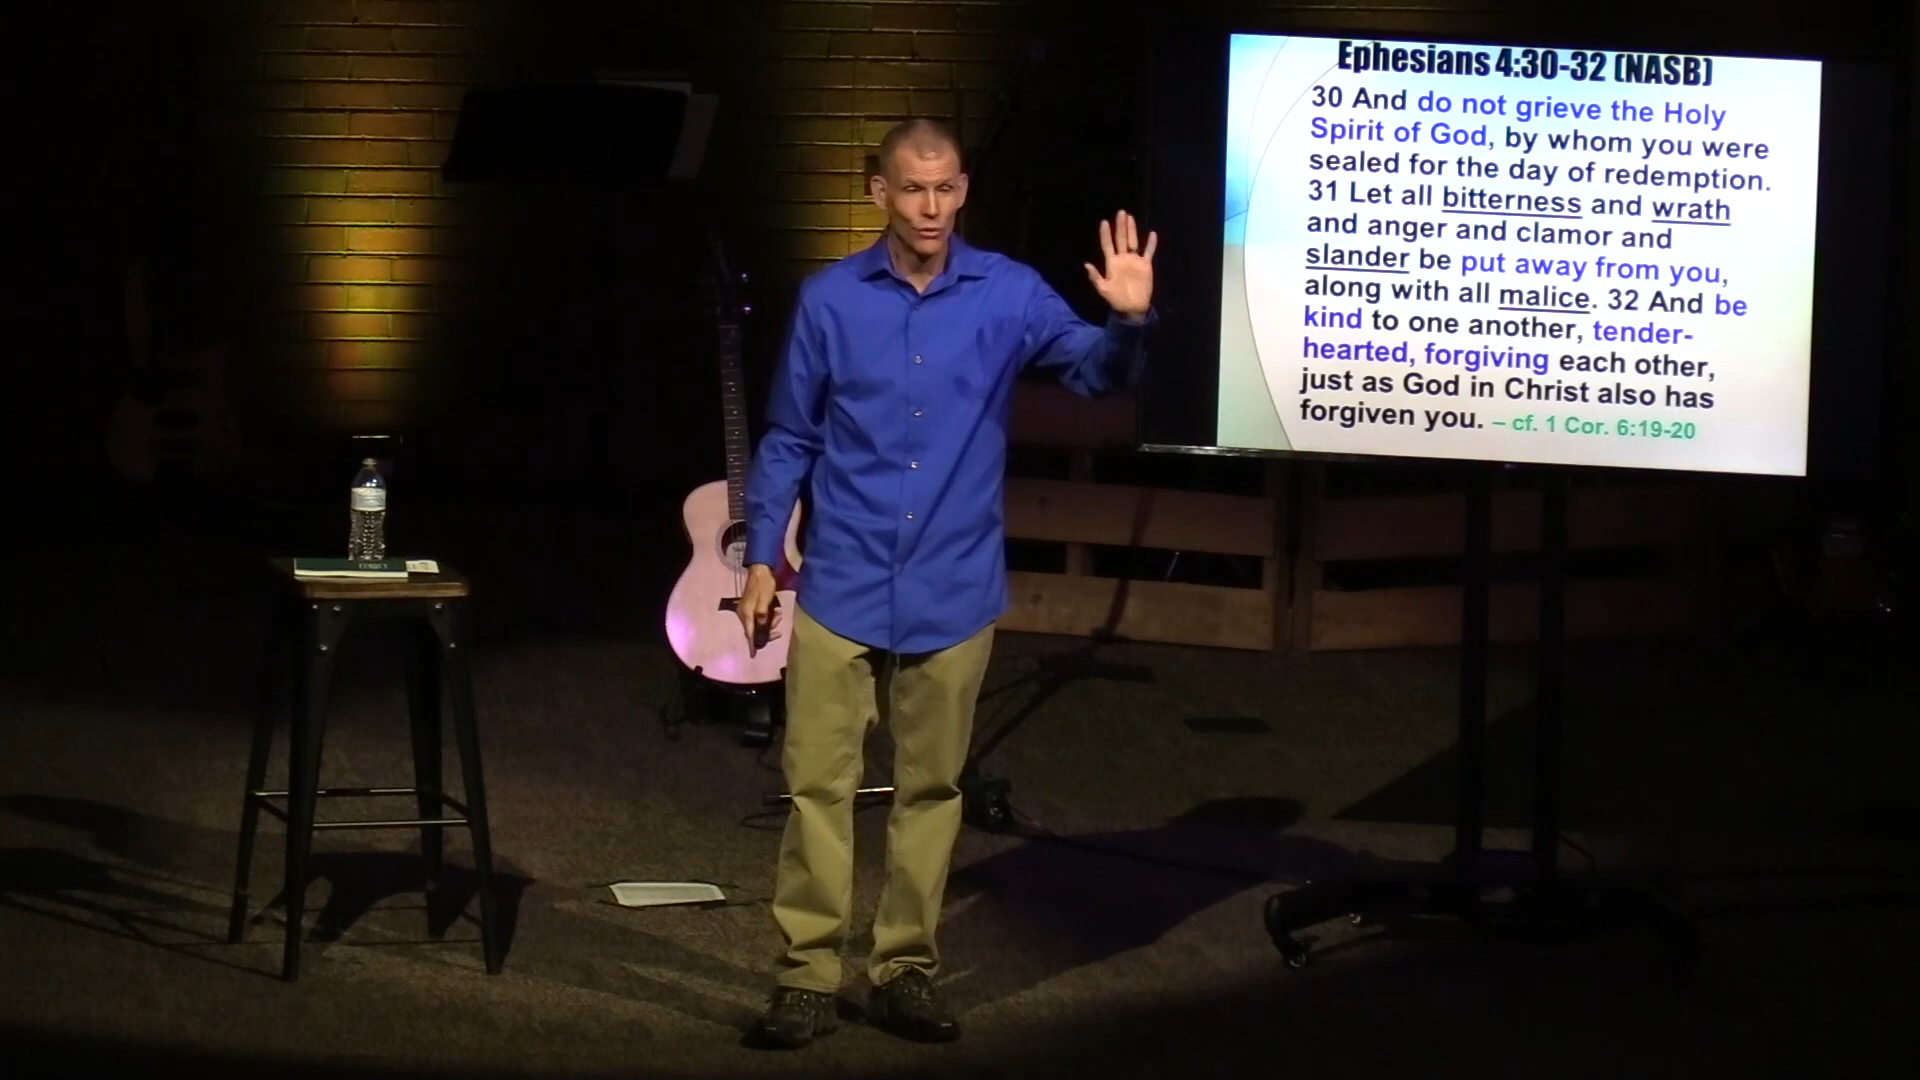 Ephesians 4:30-32 (NASB)
30 And do not grieve the Holy
Spirit of God, by whom you were
sealed for the day of redemption.
31 Let all bitterness and wrath
and anger and clamor and
slander be put away from you,
along with all malice. 32 And be
kind to one another, tender-
hearted, forgiving each other,
just as God in Christ also has
forgiven you. – cf. 1 Cor. 6:19-20